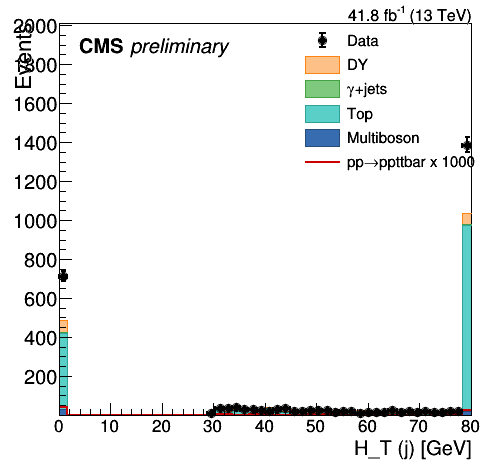 41.8 fb⁻¹ (13 TeV)
CMS preliminary
Events
2000
1800
1600
1400
1200
1000
800
600
400
200
Data
DY
γ+jets
Top
Multiboson
pp→ppttbar x 1000
0 10 20 30 40 50 60 70 80
H_T (j) [GeV]